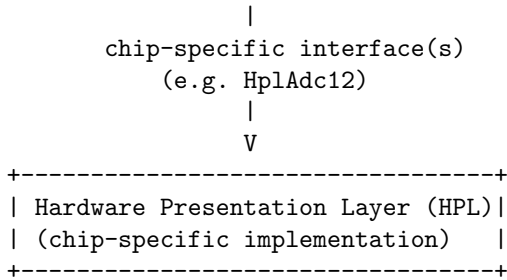 |
chip-specific interface(s)
(e.g. HplAdc12)
|
V
+----------------------------------+
| Hardware Presentation Layer (HPL)|
| (chip-specific implementation)   |
+----------------------------------+